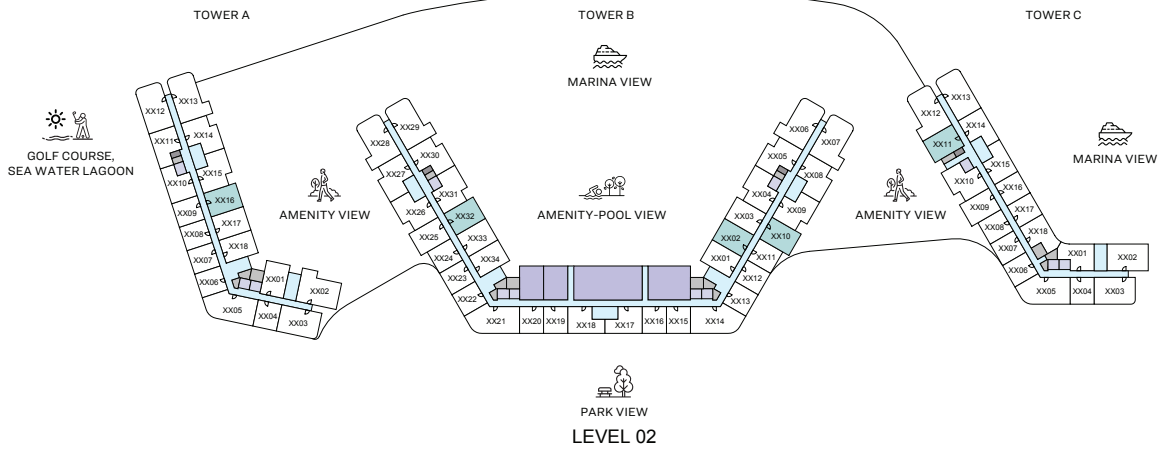 TOWER A
TOWER B
TOWER C
MARINA VIEW
GOLF COURSE,
SEA WATER LAGOON
AMENITY VIEW
AMENITY-POOL VIEW
AMENITY VIEW
MARINA VIEW
XX12
XX13
XX11
XX14
XX10
XX15
XX16
XX09
XX17
XX08
XX18
XX07
XX06
XX01
XX02
XX05
XX04
XX03
XX29
XX28
XX30
XX27
XX31
XX26
XX32
XX25
XX33
XX24
XX34
XX23
XX22
XX21
XX20
XX19
XX18
XX17
XX16
XX15
XX14
XX06
XX07
XX05
XX08
XX04
XX09
XX03
XX02
XX10
XX01
XX11
XX12
XX13
XX13
XX12
XX14
XX11
XX15
XX10
XX16
XX09
XX17
XX08
XX18
XX07
XX06
XX01
XX02
XX05
XX04
XX03
PARK VIEW
LEVEL 02